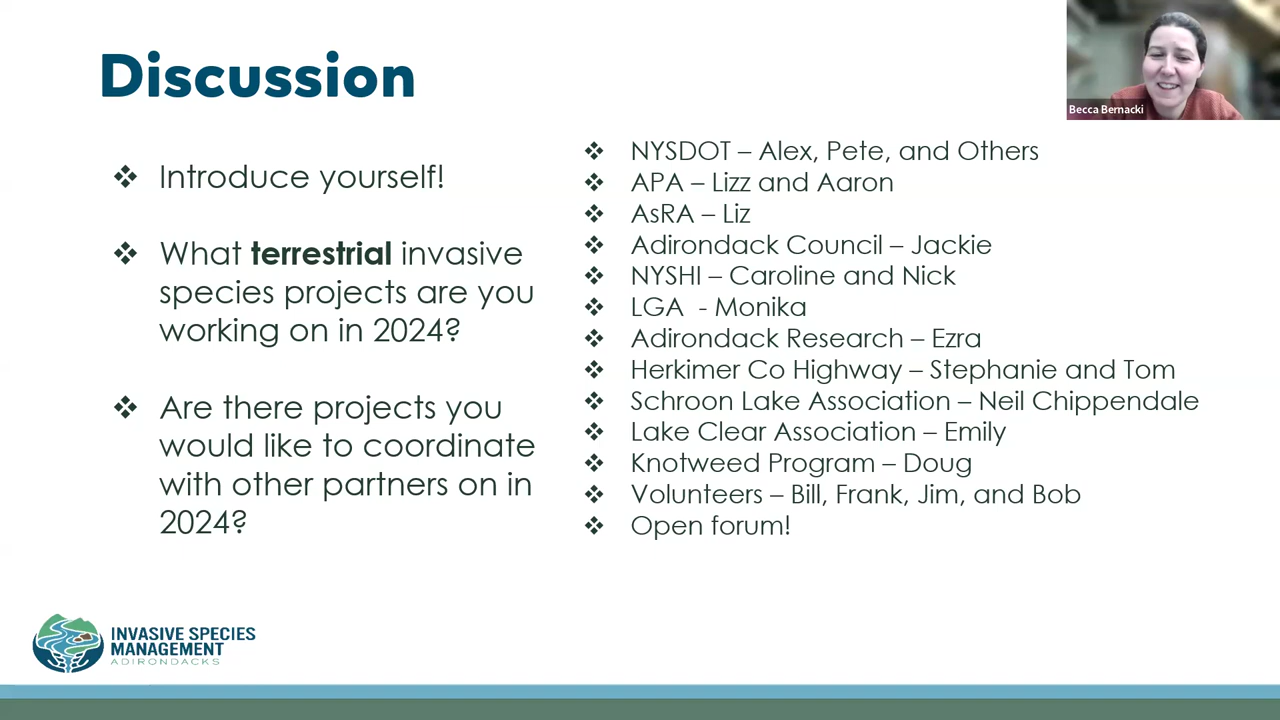 Discussion
Becca Bernacki
❖ Introduce yourself!
❖ What terrestrial invasive
species projects are you
working on in 2024?
❖ Are there projects you
would like to coordinate
with other partners on in
2024?
❖ NYSDOT – Alex, Pete, and Others
❖ APA – Lizz and Aaron
❖ AsRA – Liz
❖ Adirondack Council – Jackie
❖ NYSHI – Caroline and Nick
❖ LGA - Monika
❖ Adirondack Research – Ezra
❖ Herkimer Co Highway – Stephanie and Tom
❖ Schroon Lake Association – Neil Chippendale
❖ Lake Clear Association – Emily
❖ Knotweed Program – Doug
❖ Volunteers – Bill, Frank, Jim, and Bob
❖ Open forum!
INVASIVE SPECIES
MANAGEMENT
ADIRONDACKS